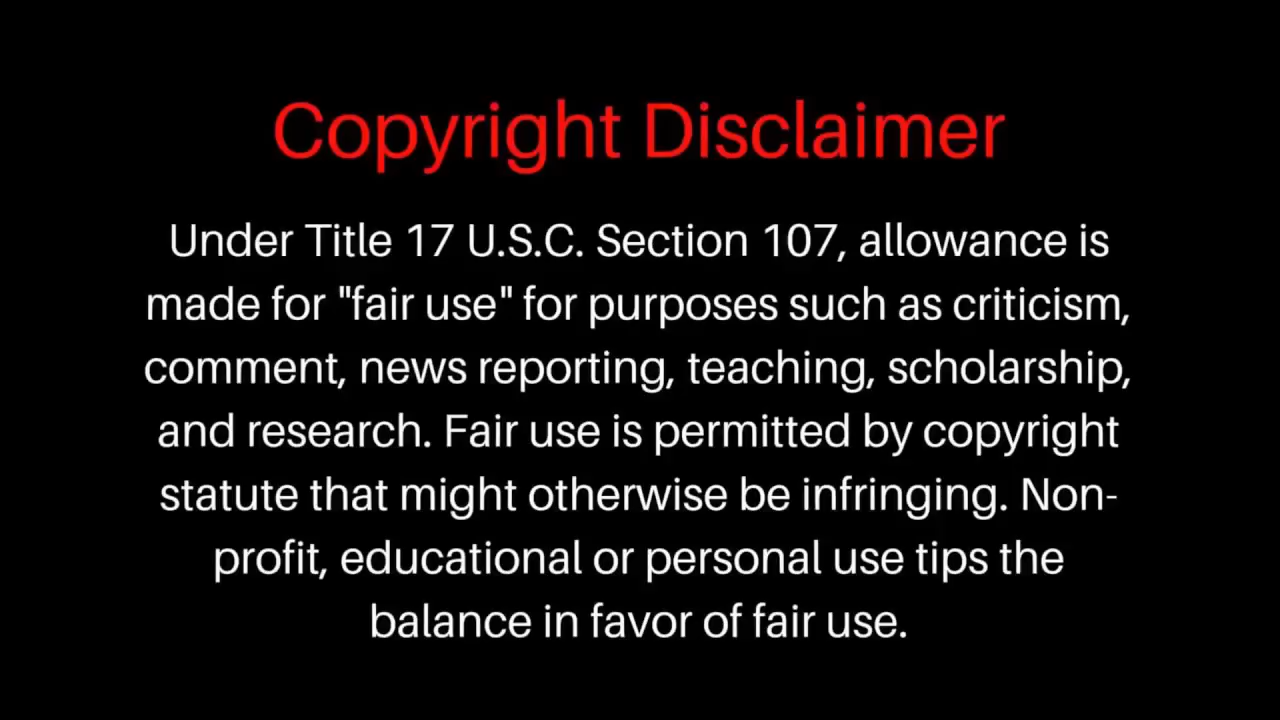 Copyright Disclaimer
Under Title 17 U.S.C. Section 107, allowance is
made for "fair use" for purposes such as criticism,
comment, news reporting, teaching, scholarship,
and research. Fair use is permitted by copyright
statute that might otherwise be infringing. Non-
profit, educational or personal use tips the
balance in favor of fair use.